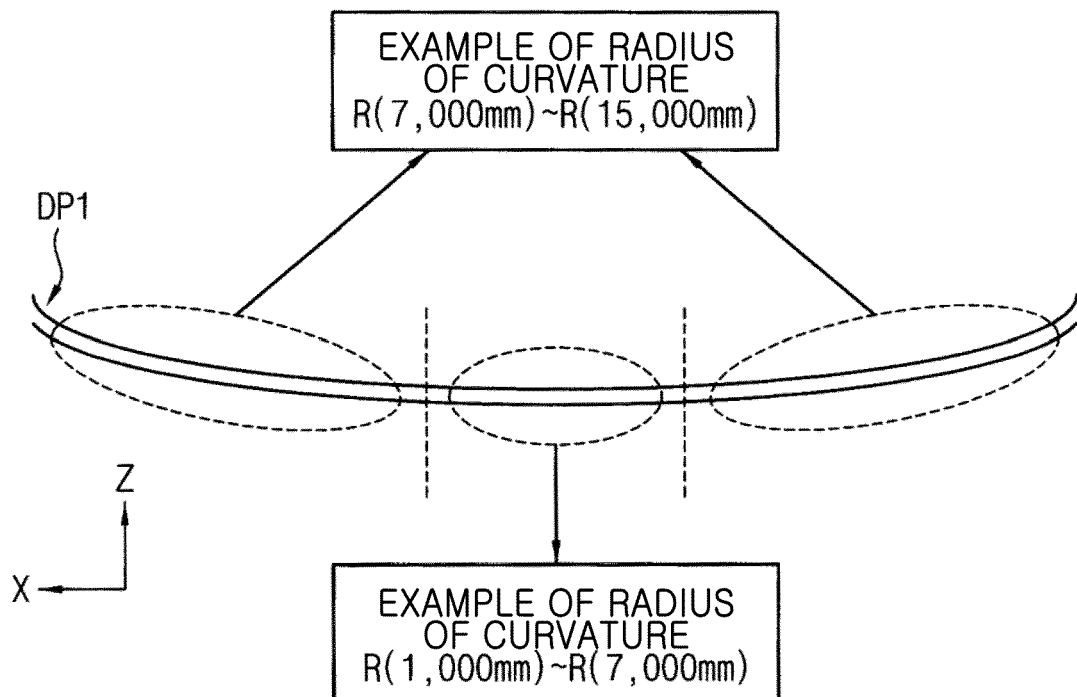 EXAMPLE OF RADIUS
OF CURVATURE
R(7,000mm)~R(15,000mm)
DP1
Z
X
EXAMPLE OF RADIUS
OF CURVATURE
R(1,000mm)~R(7,000mm)